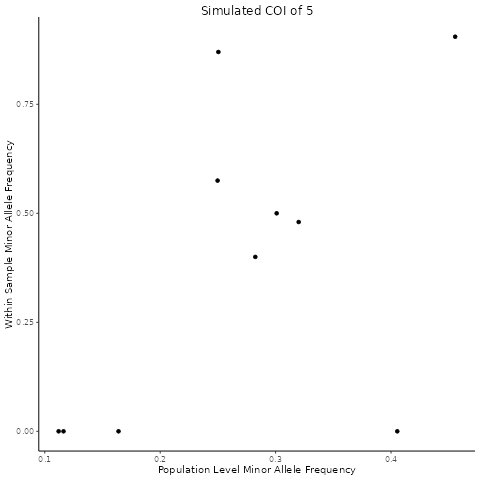 Simulated COI of 5
Within Sample Minor Allele Frequency
0.75
0.50
0.25
0.00
0.1 0.2 0.3 0.4
Population Level Minor Allele Frequency